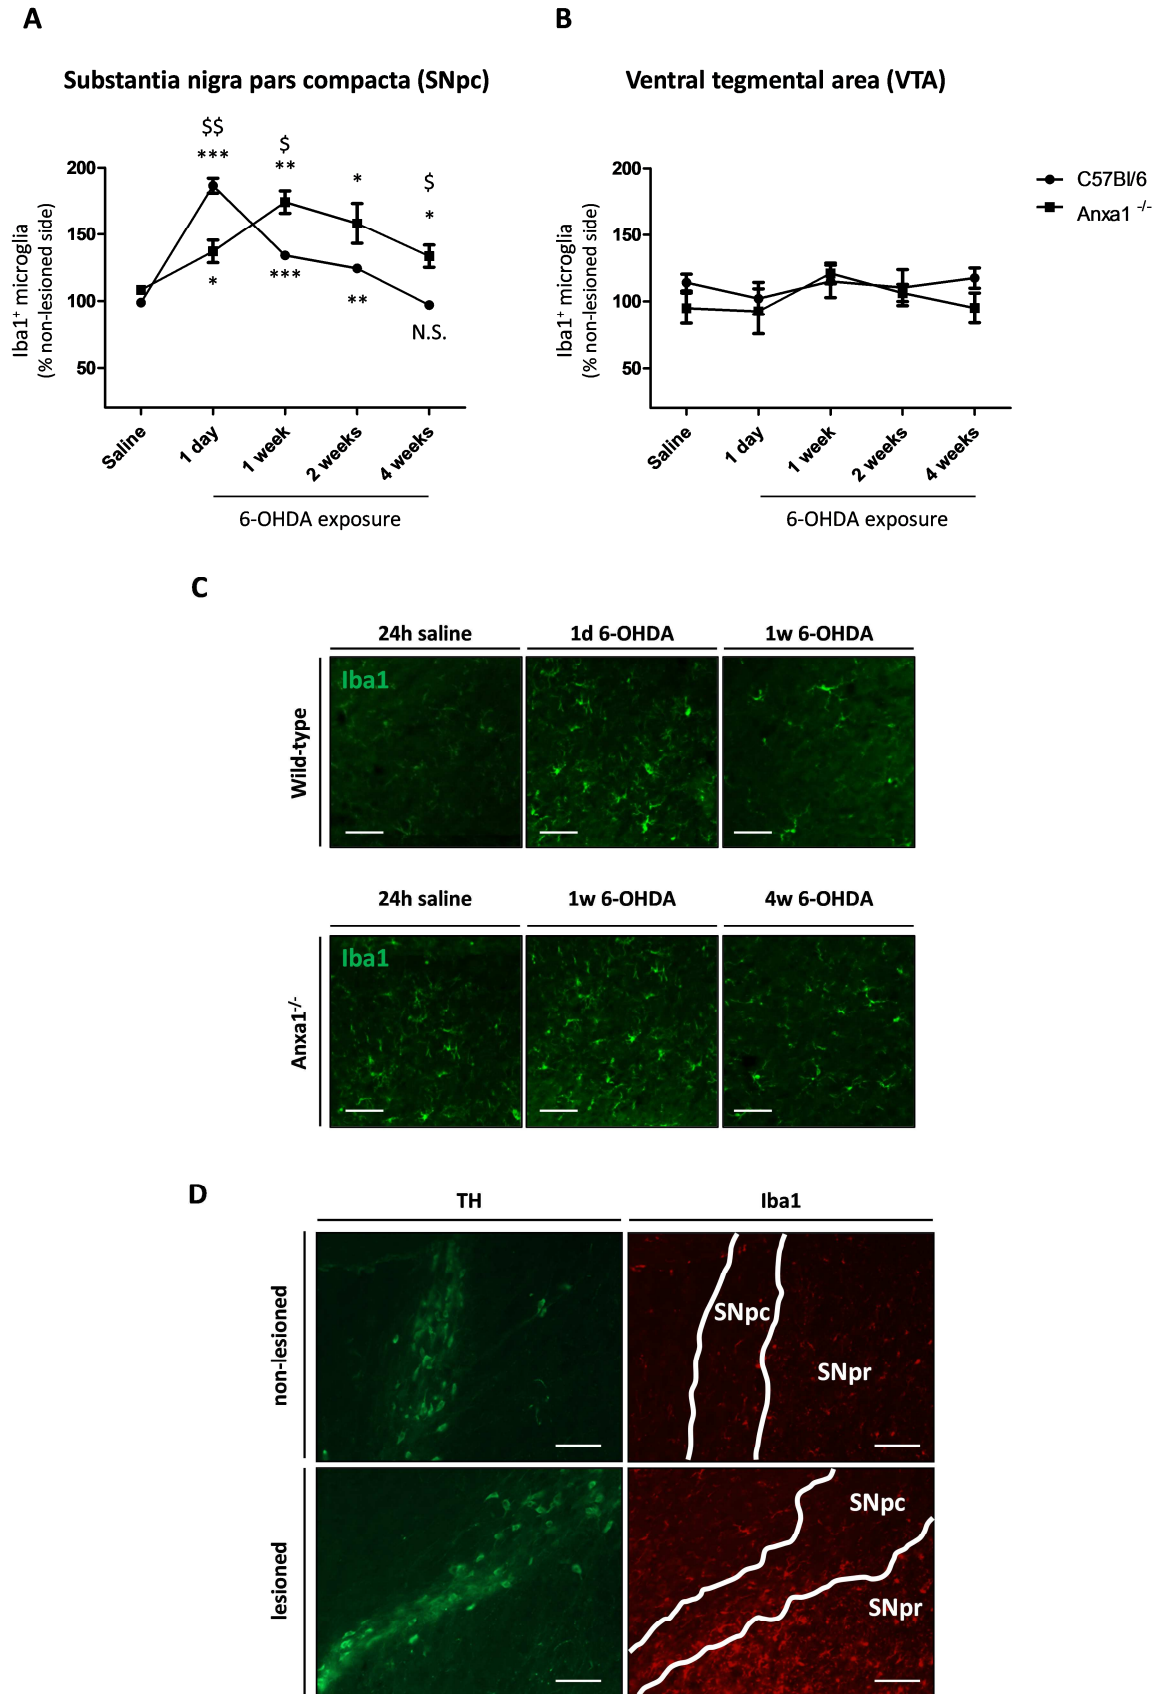 A
B
Substantia nigra pars compacta (SNpc)
Ventral tegmental area (VTA)
$$
***
$
**
*
$
*
200
150
100
50
Iba1⁺ microglia
(% non-lesioned side)
*
***
**
N.S.
Saline
1 day
1 week
2 weeks
4 weeks
6-OHDA exposure
200
150
100
50
Iba1⁺ microglia
(% non-lesioned side)
Saline
1 day
1 week
2 weeks
4 weeks
6-OHDA exposure
C57Bl/6
Anxa1 ⁻/⁻
C
24h saline
1d 6-OHDA
1w 6-OHDA
Wild-type
Iba1
24h saline
1w 6-OHDA
4w 6-OHDA
Anxa1⁻/⁻
Iba1
D
TH
Iba1
non-lesioned
SNpc
SNpr
lesioned
SNpc
SNpr